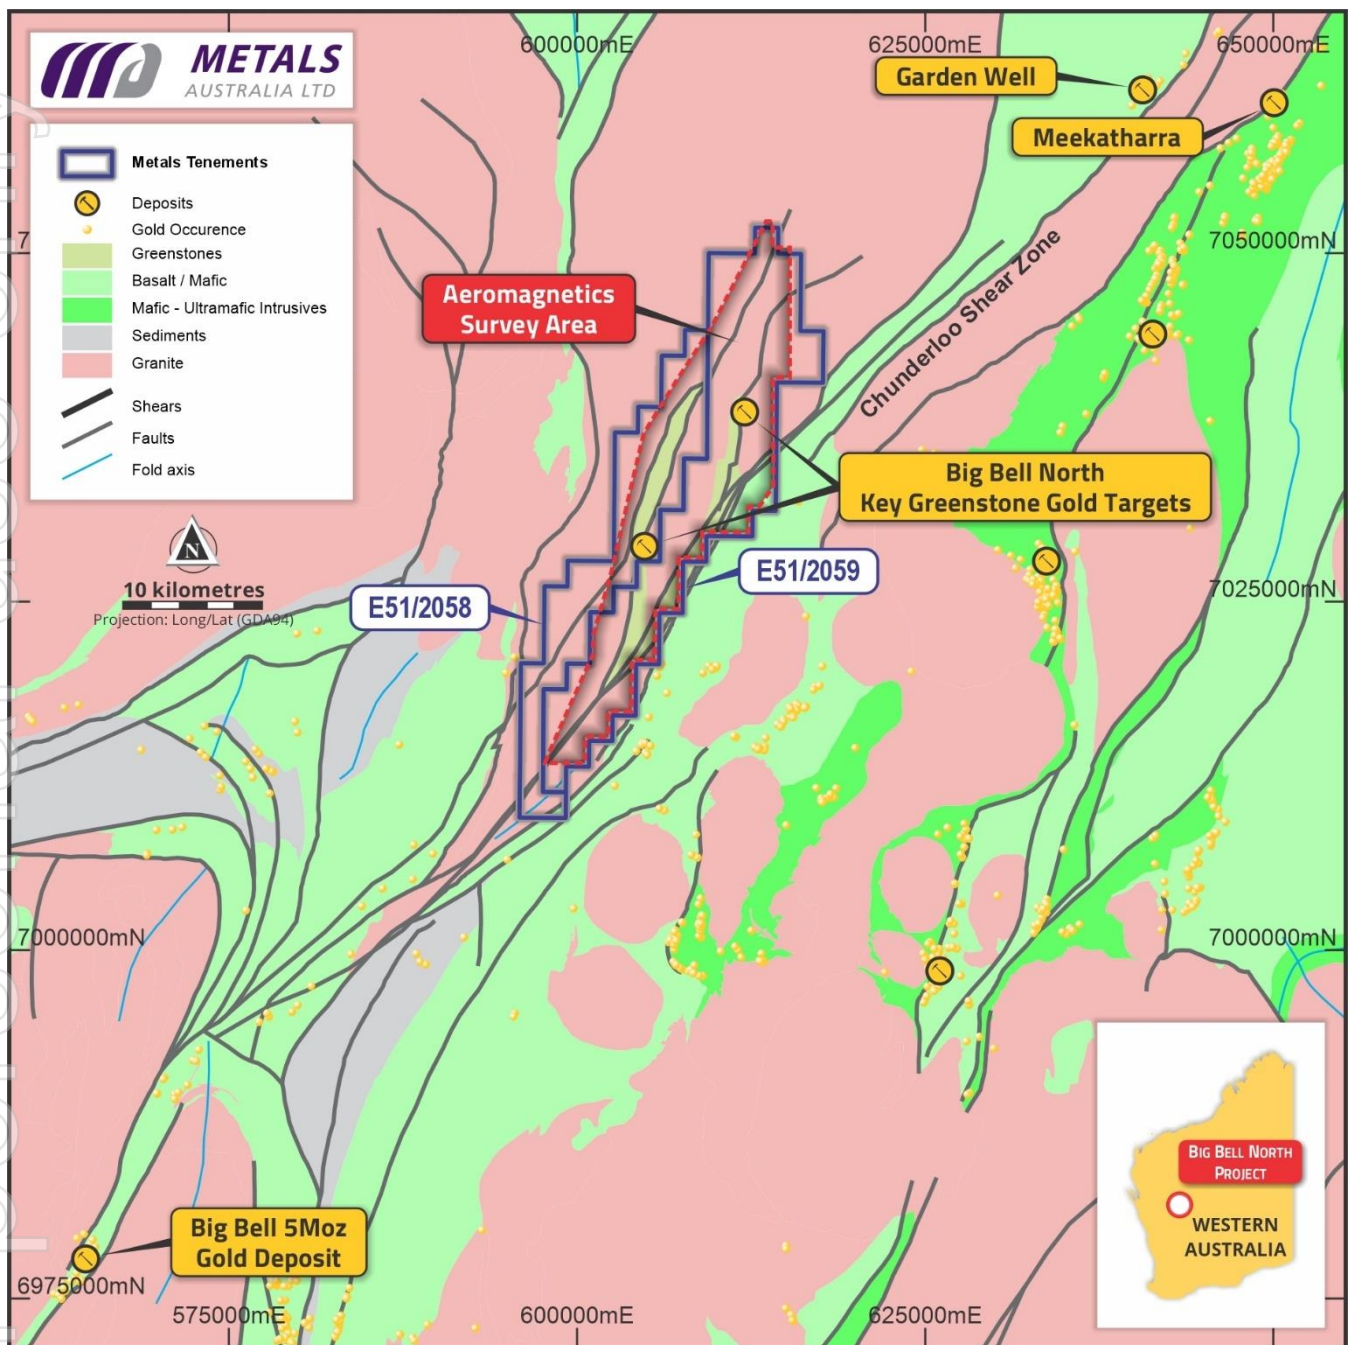 METALS
AUSTRALIA LTD
Metals Tenements
Deposits
Gold Occurence
Greenstones
Basalt / Mafic
Mafic - Ultramafic Intrusives
Sediments
Granite
Shears
Faults
Fold axis
N
10 kilometres
Projection: Long/Lat (GDA94)
600000mE
625000mE
650000mE
Garden Well
Meekatharra
7
7050000mN
Chunderloo Shear Zone
Aeromagnetics
Survey Area
Big Bell North
Key Greenstone Gold Targets
E51/2058
E51/2059
7025000mN
7000000mN
7000000mN
Big Bell 5Moz
Gold Deposit
6975000mN
575000mE
600000mE
625000mE
BIG BELL NORTH
PROJECT
WESTERN
AUSTRALIA